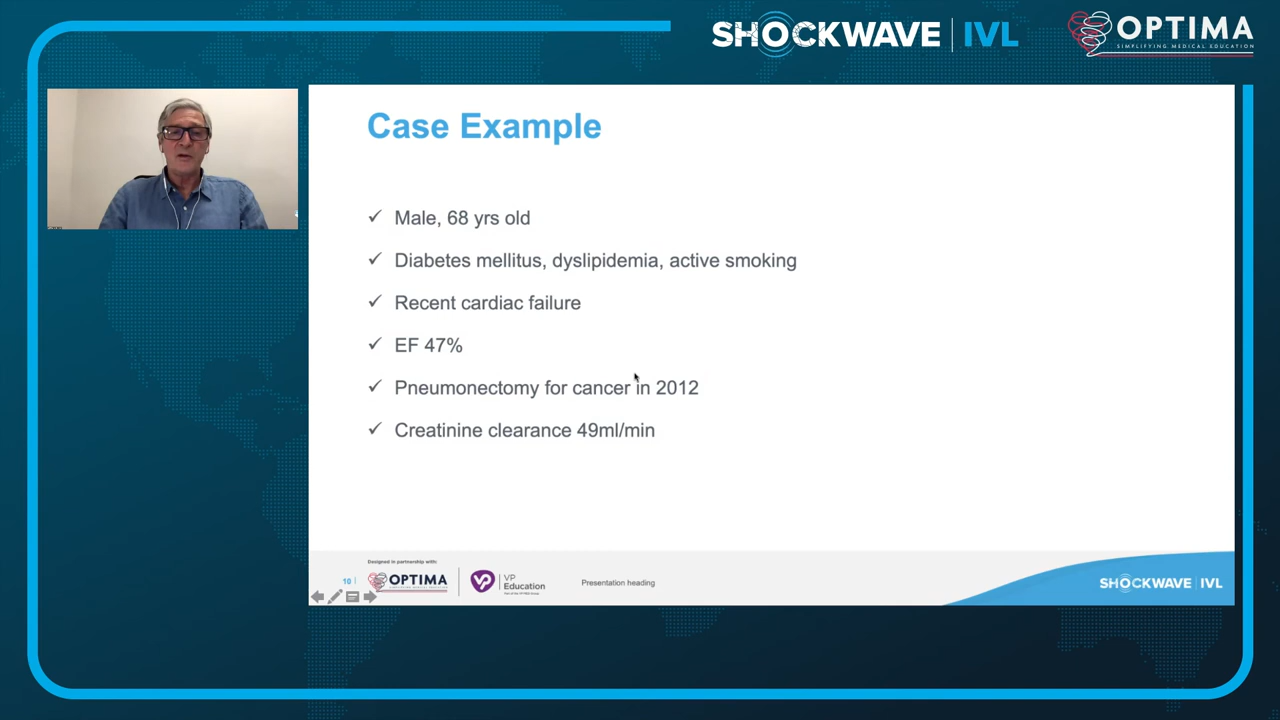 SHOCKWAVE | IVL
OPTIMA
SIMPLIFYING MEDICAL EDUCATION
Case Example
✓ Male, 68 yrs old
✓ Diabetes mellitus, dyslipidemia, active smoking
✓ Recent cardiac failure
✓ EF 47%
✓ Pneumonectomy for cancer in 2012
✓ Creatinine clearance 49ml/min
Designed in partnership with:
10 |
OPTIMA
VP
VP
Education
Presentation heading
SHOCKWAVE | IVL